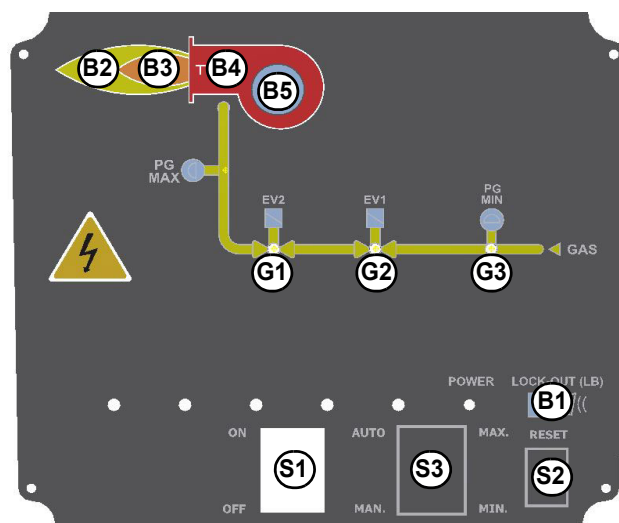 B2 B3 T B4
B5
PG
MAX
EV2 EV1 PG
MIN
GAS
G1 G2 G3
POWER LOCK-OUT (LB)
B1
ON AUTO MAX. RESET
S1 S3 S2
OFF MAN. MIN.